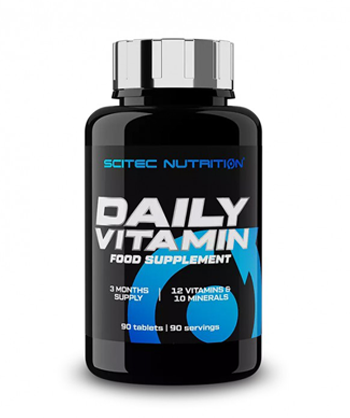 SCITEC NUTRITION
DAILY
VITAMIN
FOOD SUPPLEMENT
3 MONTHS
SUPPLY
12 VITAMINS &
10 MINERALS
90 tablets | 90 servings